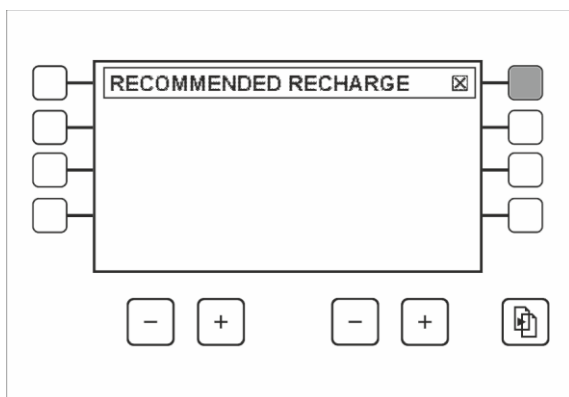 RECOMMENDED RECHARGE
- + - +